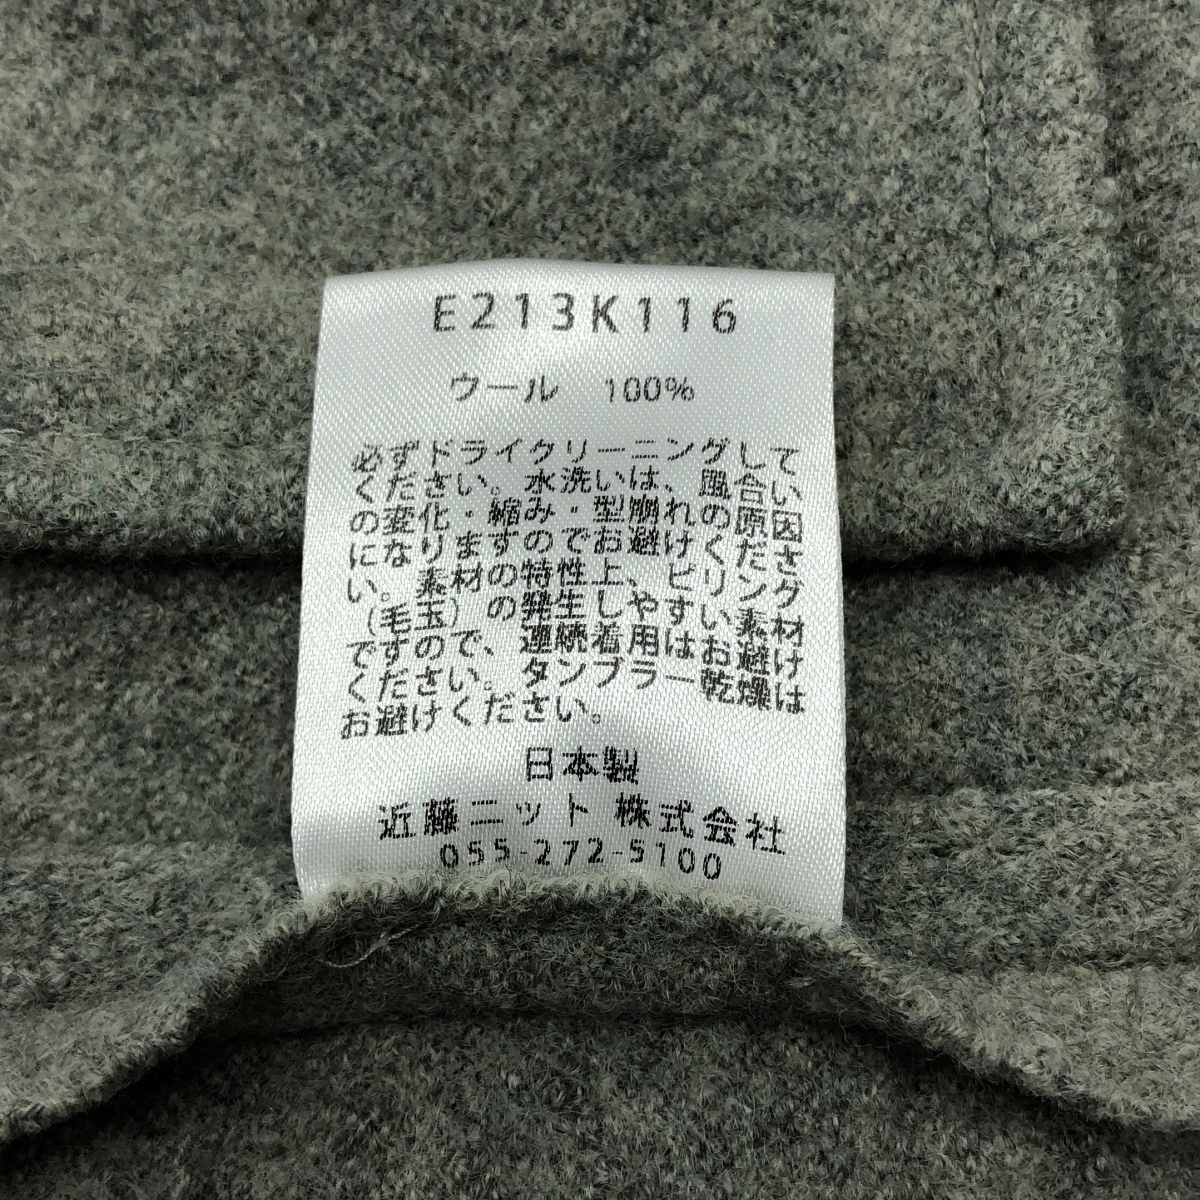 E213K116
ウール 100%
必ずドライクリーニングして
ください。水洗いは、風合い
の変化・縮み・型崩れの原因
になりますのでお避けくださ
い。素材の特性上、ピリング
(毛玉)の発生しやすい素材
ですので、連続着用はお避け
ください。タンブラー乾燥は
お避けください。
日本製
近藤ニット株式会社
055-272-5100